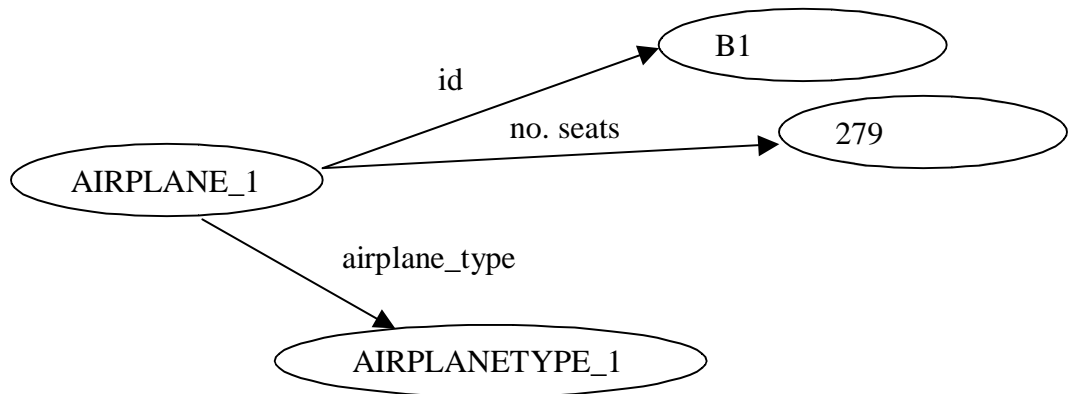 B1
id
no. seats
279
AIRPLANE_1
airplane_type
AIRPLANETYPE_1